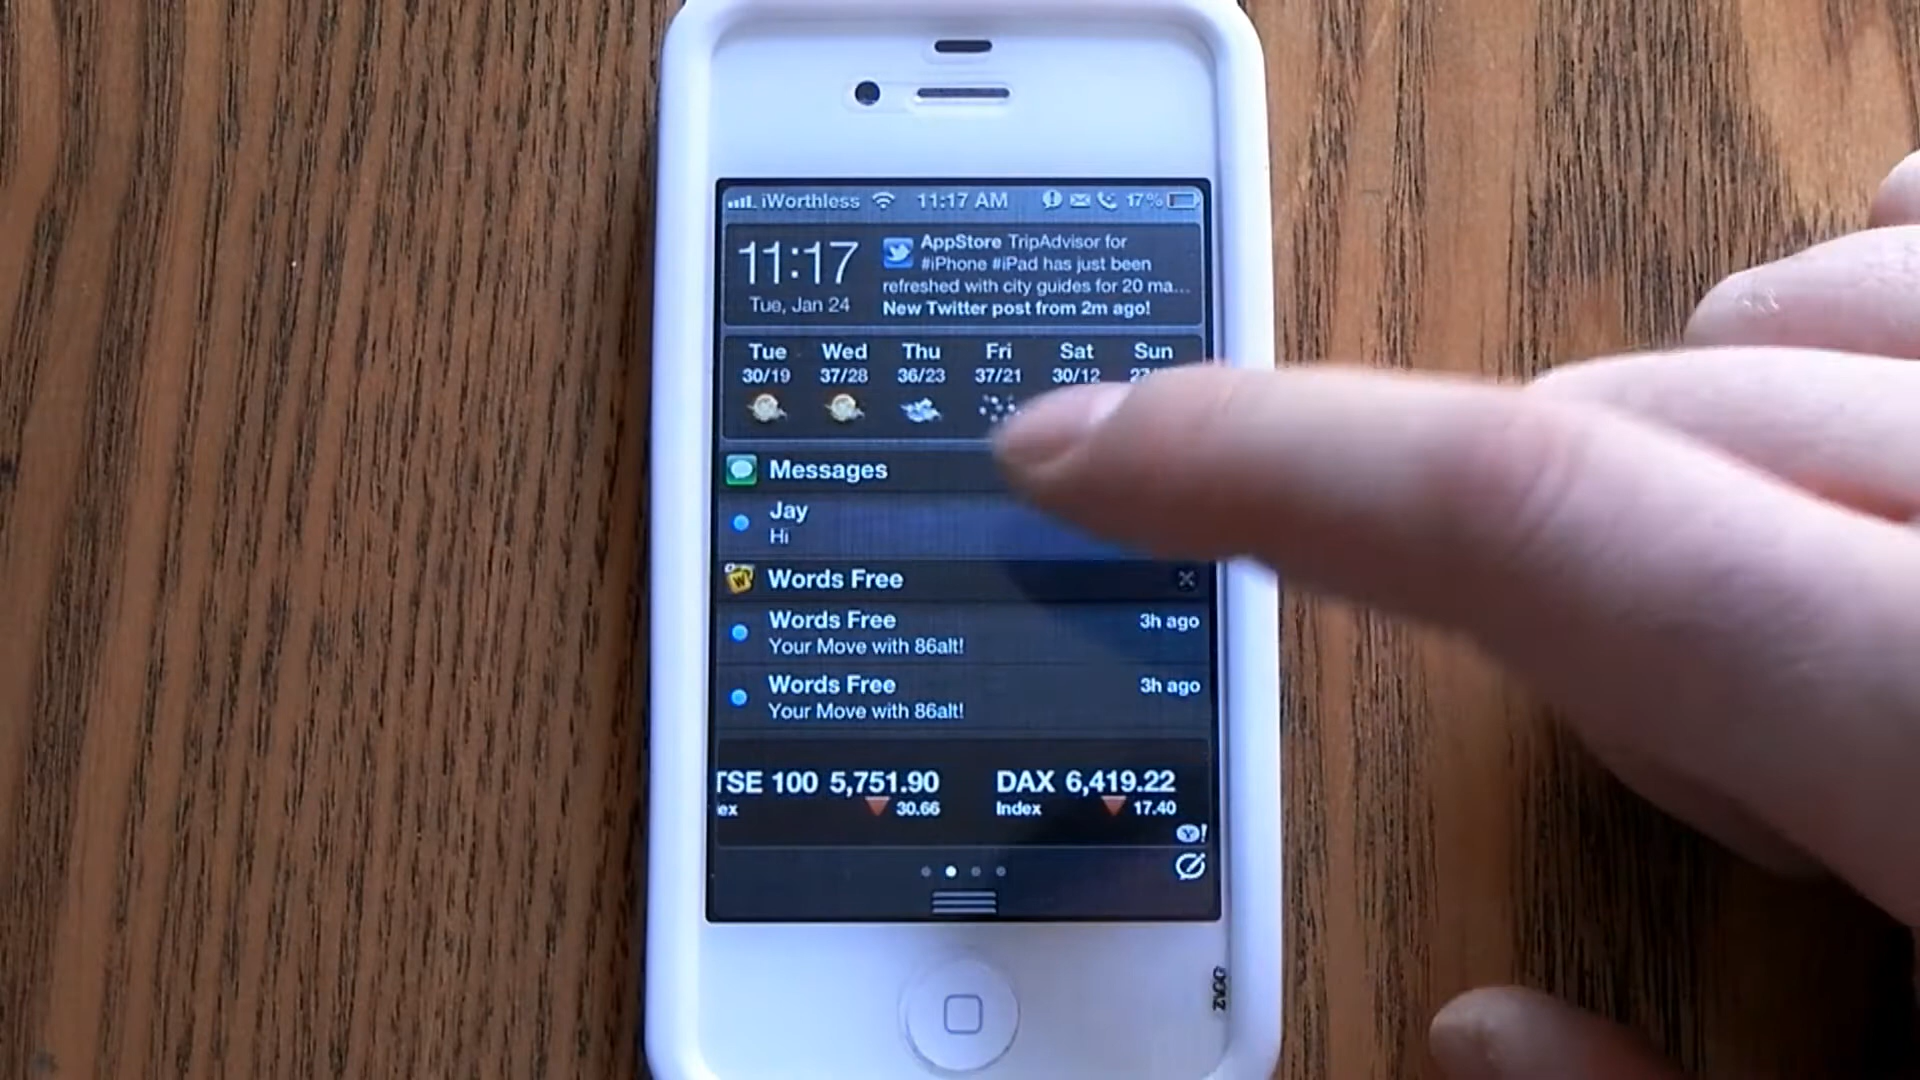 iWorthless 11:17 AM 17%
11:17
Tue, Jan 24
AppStore TripAdvisor for
#iPhone #iPad has just been
refreshed with city guides for 20 ma...
New Twitter post from 2m ago!
Tue Wed Thu Fri Sat Sun
30/19 37/28 36/23 37/21 30/12
Messages
Jay
Hi
W Words Free
Words Free 3h ago
Your Move with 86alt!
Words Free 3h ago
Your Move with 86alt!
TSE 100 5,751.90 DAX 6,419.22
ex 30.66 Index 17.40
Y!
ZAGG